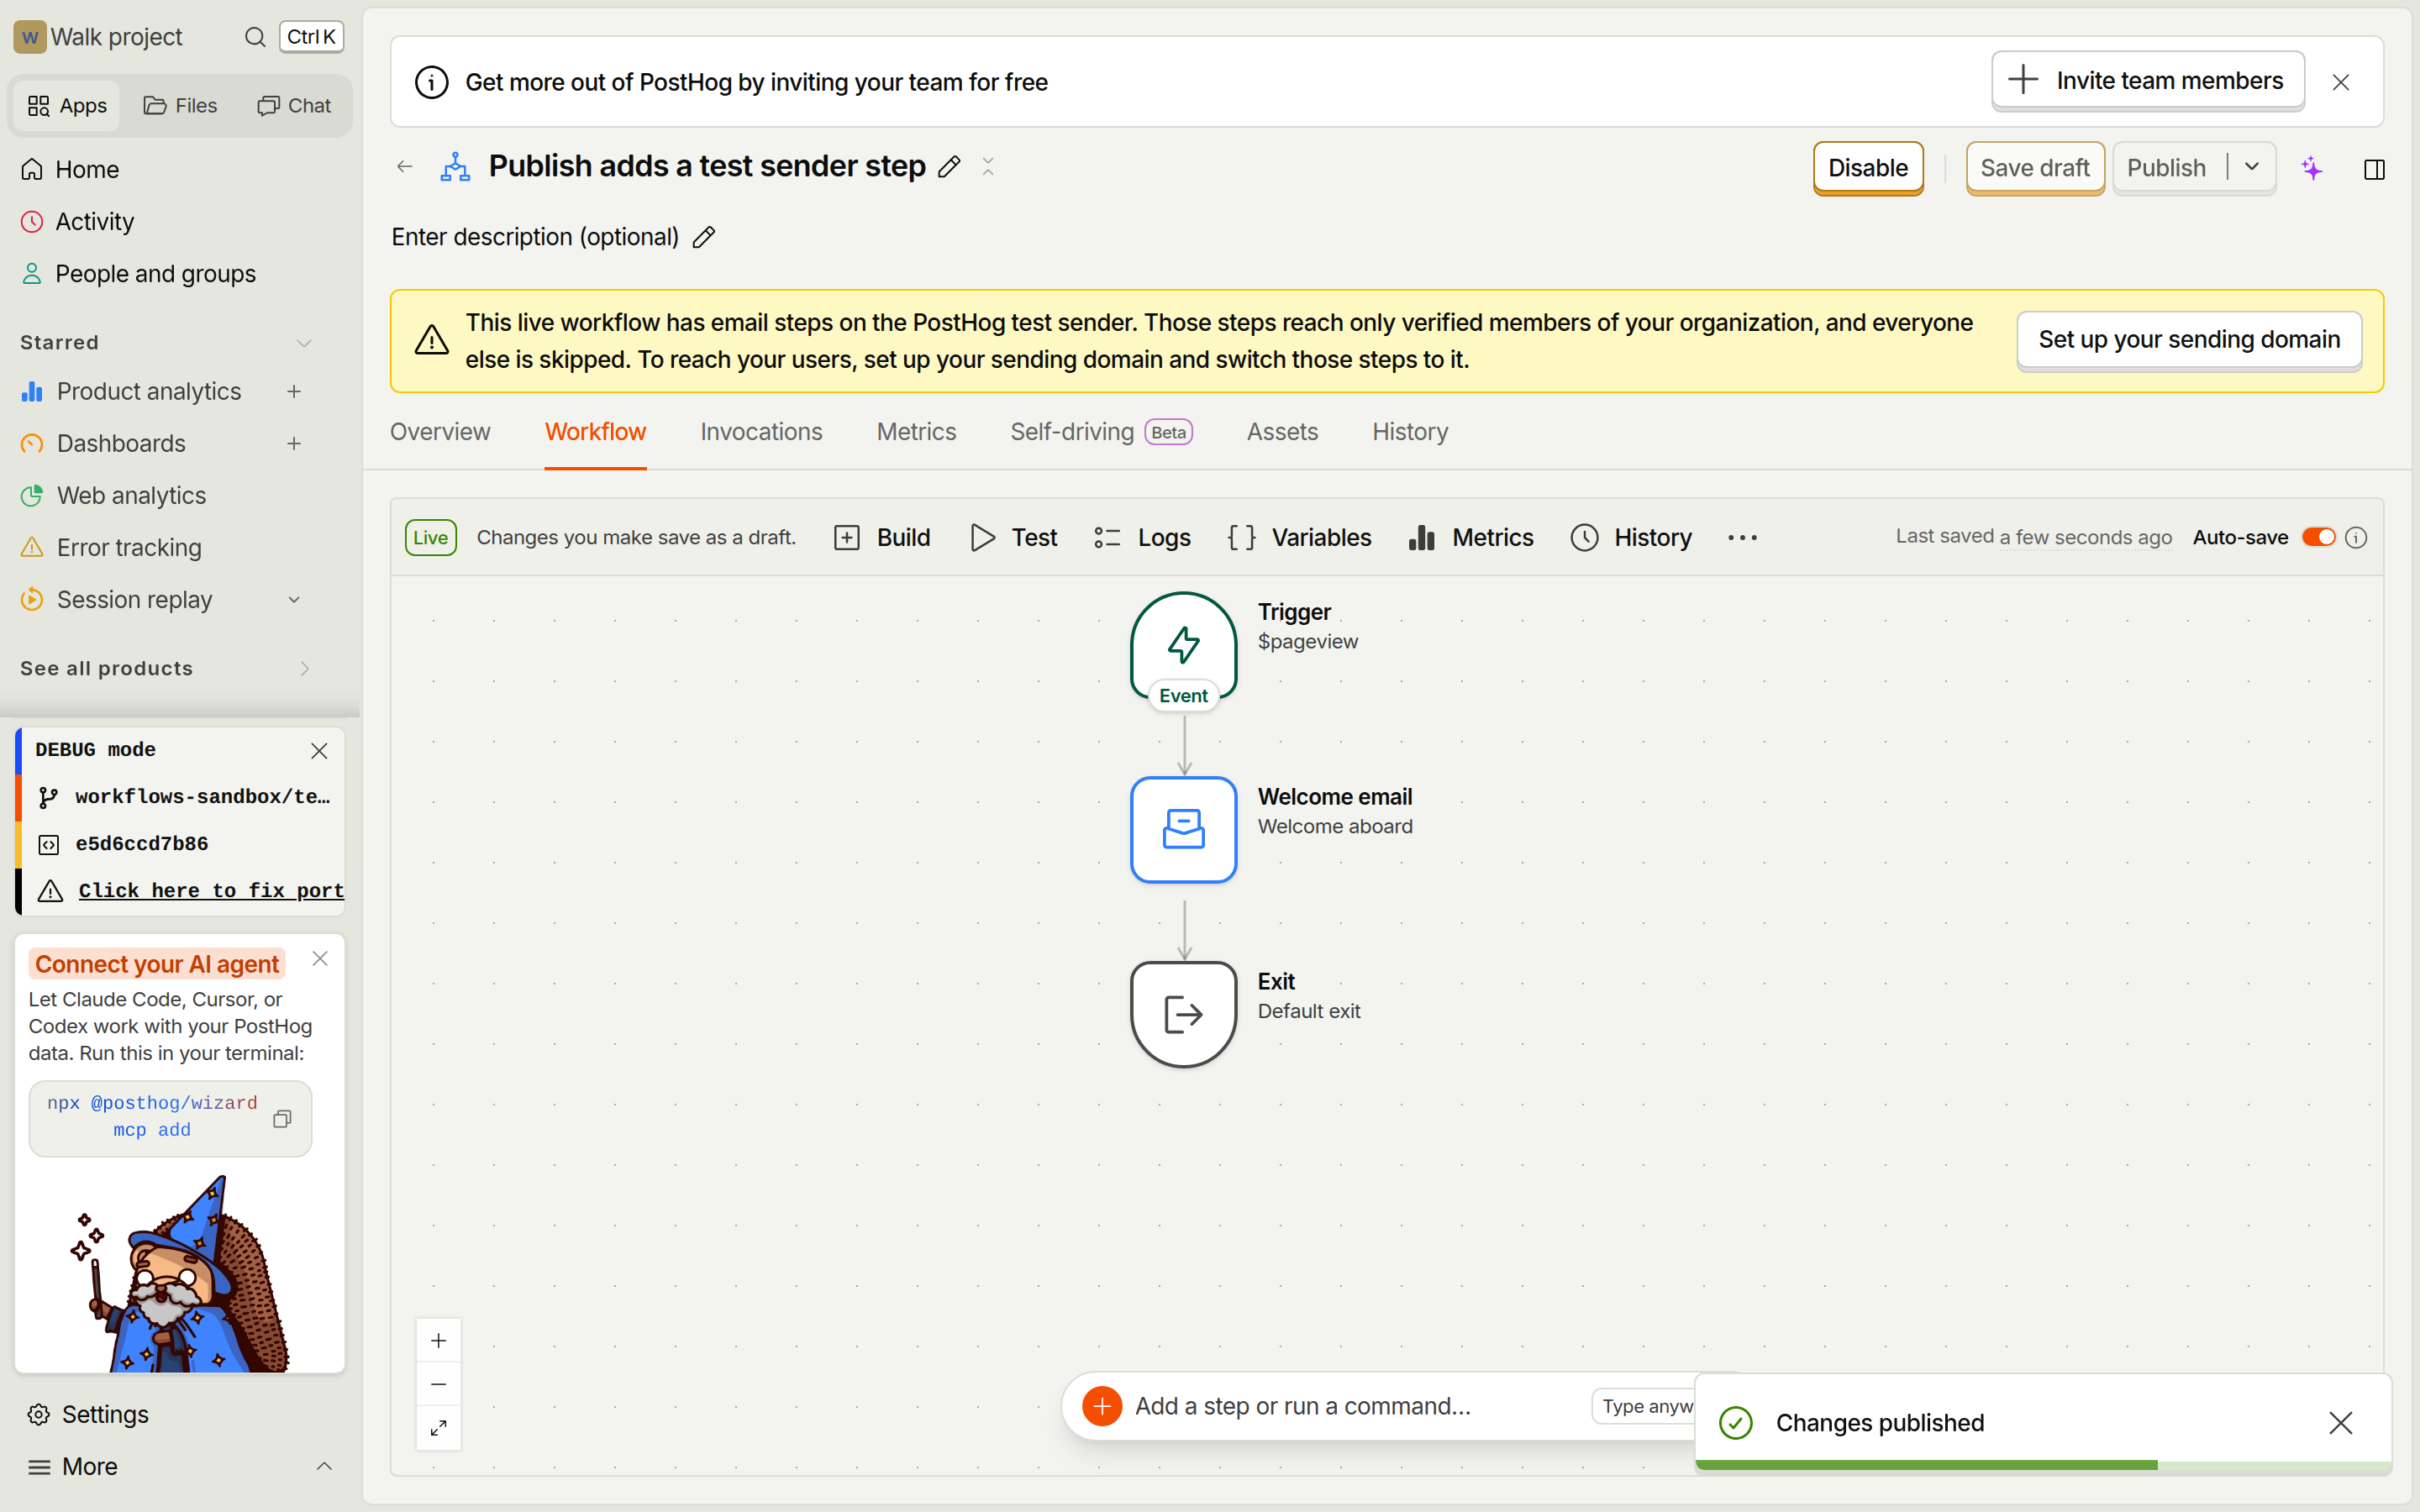 W Walk project Ctrl K
Apps Files Chat
Home
Activity
People and groups
Starred
Product analytics
Dashboards
Web analytics
Error tracking
Session replay
See all products
DEBUG mode
workflows-sandbox/te…
e5d6ccd7b86
Click here to fix port
Connect your AI agent
Let Claude Code, Cursor, or
Codex work with your PostHog
data. Run this in your terminal:
npx @posthog/wizard
mcp add
Settings
More
Get more out of PostHog by inviting your team for free
Invite team members
Publish adds a test sender step
Disable Save draft Publish
Enter description (optional)
This live workflow has email steps on the PostHog test sender. Those steps reach only verified members of your organization, and everyone
else is skipped. To reach your users, set up your sending domain and switch those steps to it.
Set up your sending domain
Overview Workflow Invocations Metrics Self-driving Beta Assets History
Live Changes you make save as a draft. Build Test Logs Variables Metrics History Last saved a few seconds ago Auto-save
Trigger
$pageview
Event
Welcome email
Welcome aboard
Exit
Default exit
Add a step or run a command... Type anyw
Changes published